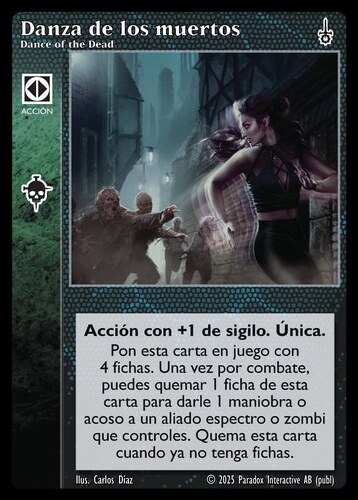 Danza de los muertos
Dance of the Dead
ACCIÓN
Acción con +1 de sigilo. Única.
Pon esta carta en juego con
4 fichas. Una vez por combate,
puedes quemar 1 ficha de esta
carta para darle 1 maniobra o
acoso a un aliado espectro o zombi
que controles. Quema esta carta
cuando ya no tenga fichas.
Ilus. Carlos Diaz © 2025 Paradox Interactive AB (publ)